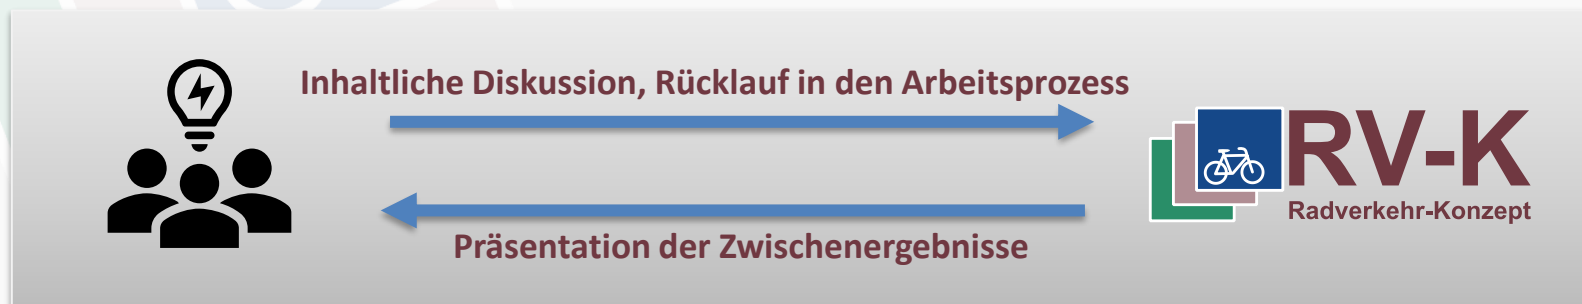 Inhaltliche Diskussion, Rücklauf in den Arbeitsprozess
RV-K
Radverkehr-Konzept
Präsentation der Zwischenergebnisse